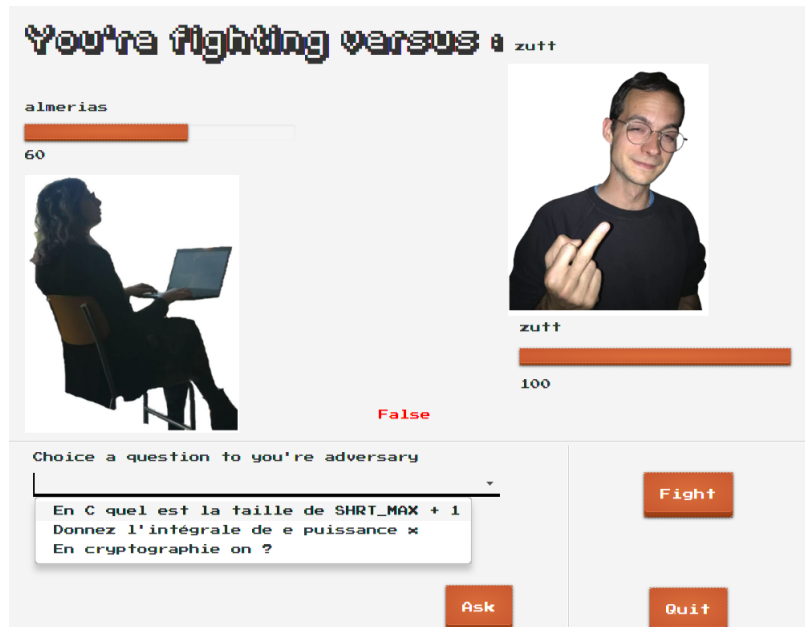 You're fighting versus : zutt
almerias
60
zutt
100
False
Choice a question to you're adversary
En C quel est la taille de SHRT_MAX + 1
Donnez l'intégrale de e puissance x
En cryptographie on ?
Fight
Ask
Quit